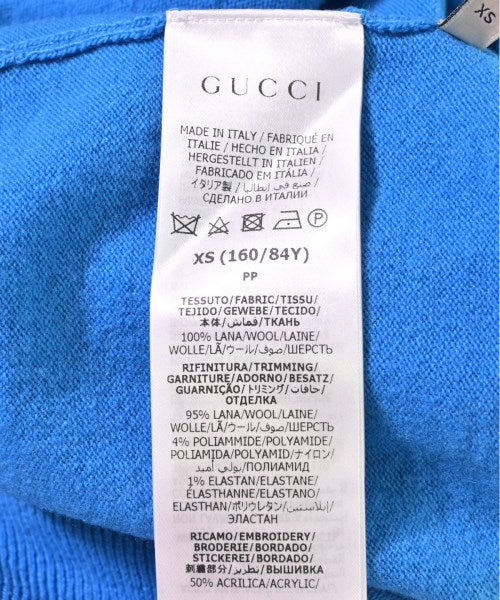 XS
GUCCI
MADE IN ITALY / FABRIQUÉ EN
ITALIE / HECHO EN ITALIA /
HERGESTELLT IN ITALIEN /
FABRICADO EM ITÁLIA /
イタリア製 / صنع في إيطاليا /
СДЕЛАНО В ИТАЛИИ
P
XS (160/84Y)
PP
TESSUTO/FABRIC/TISSU/
TEJIDO/GEWEBE/TECIDO/
本体/قماش/ТКАНЬ
100% LANA/WOOL/LAINE/
WOLLE/LÃ/ウール/صوف/ШЕРСТЬ
RIFINITURA/TRIMMING/
GARNITURE/ADORNO/BESATZ/
GUARNIÇÃO/トリミング/حافات/
ОТДЕЛКА
95% LANA/WOOL/LAINE/
WOLLE/LÃ/ウール/صوف/ШЕРСТЬ
4% POLIAMMIDE/POLYAMIDE/
POLIAMIDA/POLYAMID/ナイロン/
بولي أميد/ПОЛИАМИД
1% ELASTAN/ELASTANE/
ÉLASTHANNE/ELASTANO/
ELASTHAN/ポリウレタン/إيلاستين/
ЭЛАСТАН
RICAMO/EMBROIDERY/
BRODERIE/BORDADO/
STICKEREI/BORDADO/
刺繍部分/تطريز/ВЫШИВКА
50% ACRILICA/ACRYLIC/